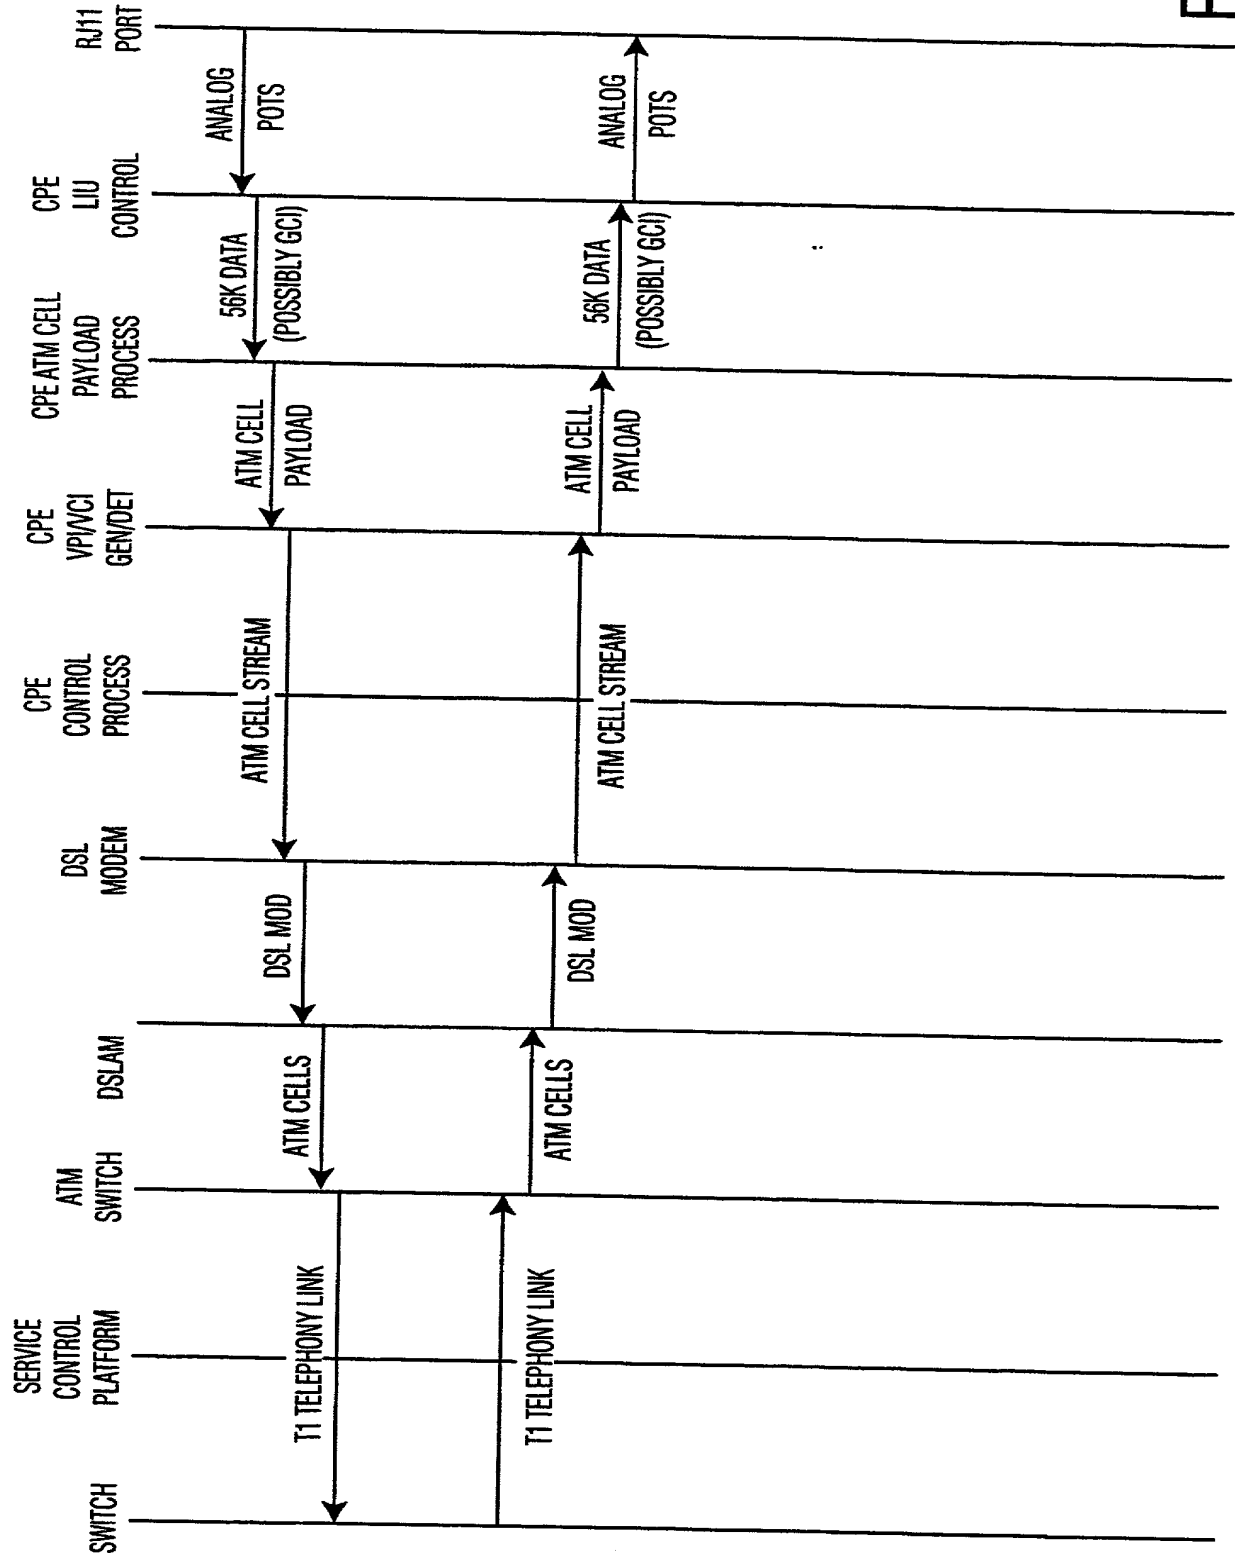 SWITCH
SERVICE
CONTROL
PLATFORM
ATM
SWITCH
DSLAM
DSL
MODEM
CPE
CONTROL
PROCESS
CPE
VPI/VCI
GEN/DET
CPE ATM CELL
PAYLOAD
PROCESS
CPE
LIU
CONTROL
RJ11
PORT
ANALOG
POTS
56K DATA
(POSSIBLY GCI)
ATM CELL
PAYLOAD
ATM CELL STREAM
DSL MOD
ATM CELLS
T1 TELEPHONY LINK
T1 TELEPHONY LINK
ATM CELLS
DSL MOD
ATM CELL STREAM
ATM CELL
PAYLOAD
56K DATA
(POSSIBLY GCI)
ANALOG
POTS